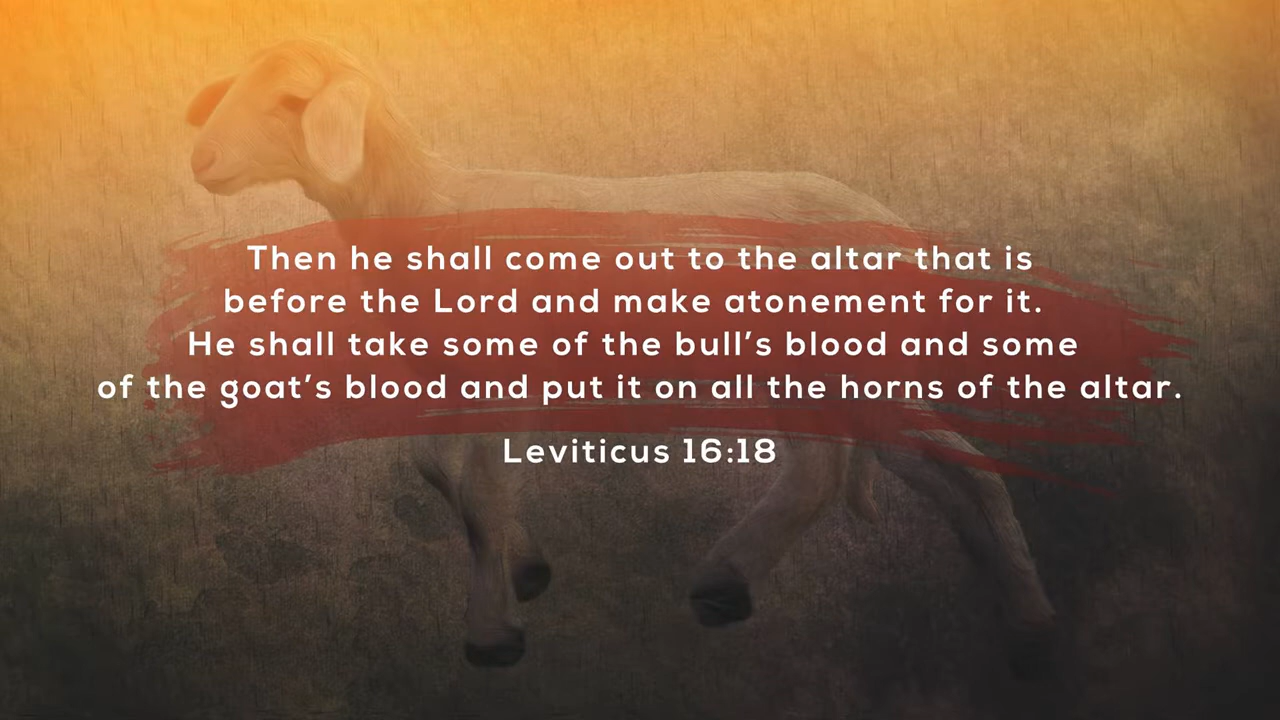 Then he shall come out to the altar that is
before the Lord and make atonement for it.
He shall take some of the bull’s blood and some
of the goat’s blood and put it on all the horns of the altar.
Leviticus 16:18